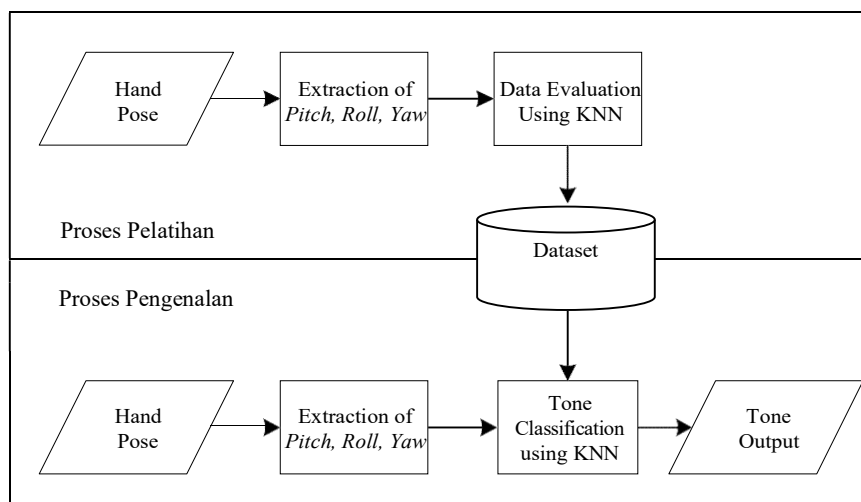 Hand
Pose
Extraction of
Pitch, Roll, Yaw
Data Evaluation
Using KNN
Proses Pelatihan
Dataset
Proses Pengenalan
Hand
Pose
Extraction of
Pitch, Roll, Yaw
Tone
Classification
using KNN
Tone
Output